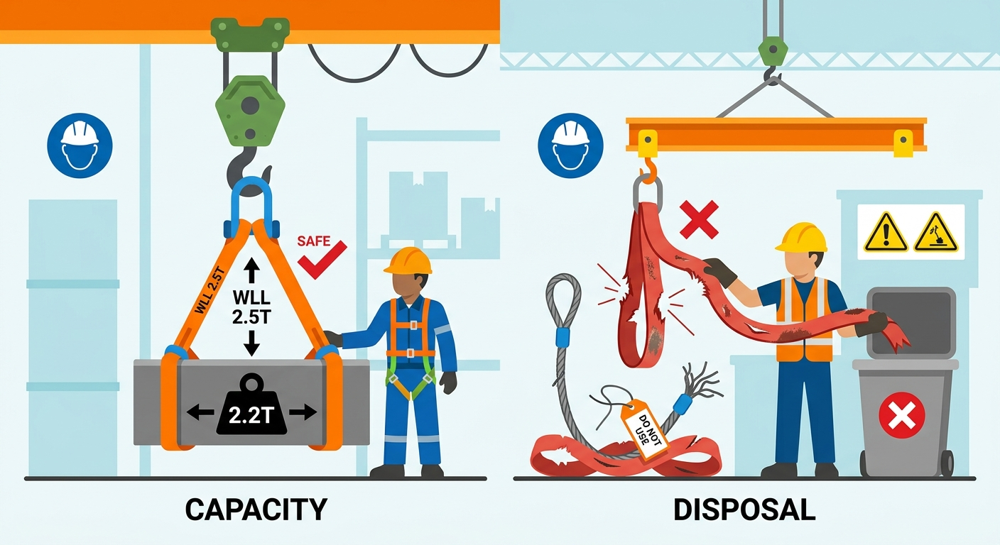 SAFE
WLL 2.5T
WLL
2.5T
2.2T
CAPACITY
DO NOT
USE
DISPOSAL